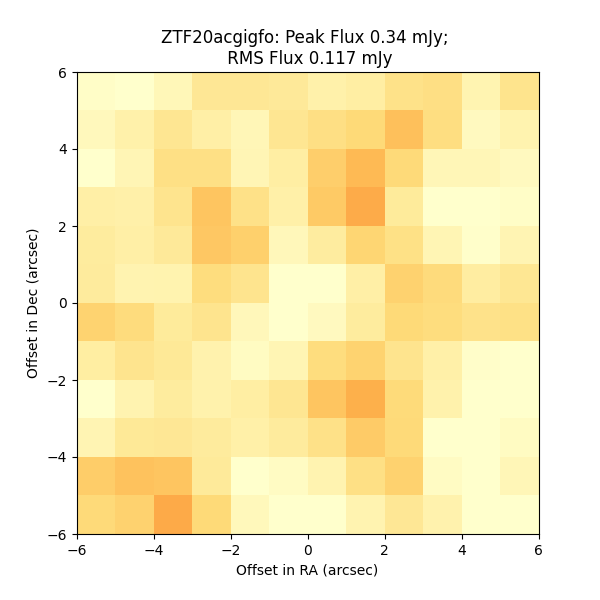 ZTF20acgigfo: Peak Flux 0.34 mJy;
RMS Flux 0.117 mJy
6
4
2
0
−2
−4
−6
Offset in Dec (arcsec)
−6 −4 −2 0 2 4 6
Offset in RA (arcsec)